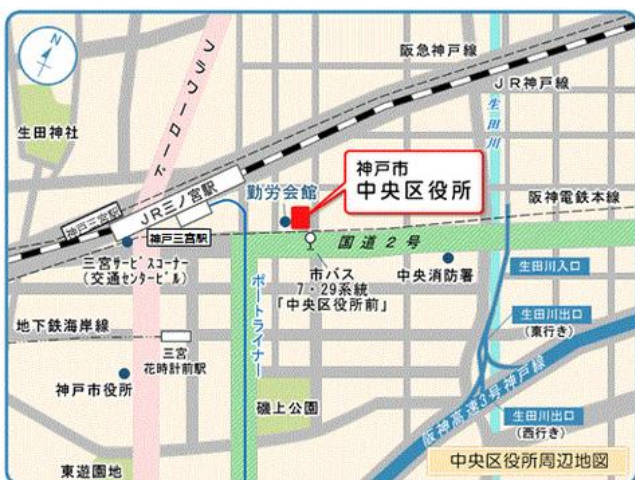 N
阪急神戸線
JR神戸線
フラワーロード
生田川
生田神社
神戸市
中央区役所
勤労会館
JR三ノ宮駅
神戸三宮駅
阪神電鉄本線
神戸三宮駅
国道2号
三宮サービスコーナー
(交通センタービル)
市バス
7・29系統
「中央区役所前」
中央消防署
生田川入口
ポートライナー
地下鉄海岸線
生田川出口
(東行き)
三宮
花時計前駅
神戸市役所
阪神高速3号神戸線
磯上公園
生田川出口
(西行き)
東遊園地
中央区役所周辺地図